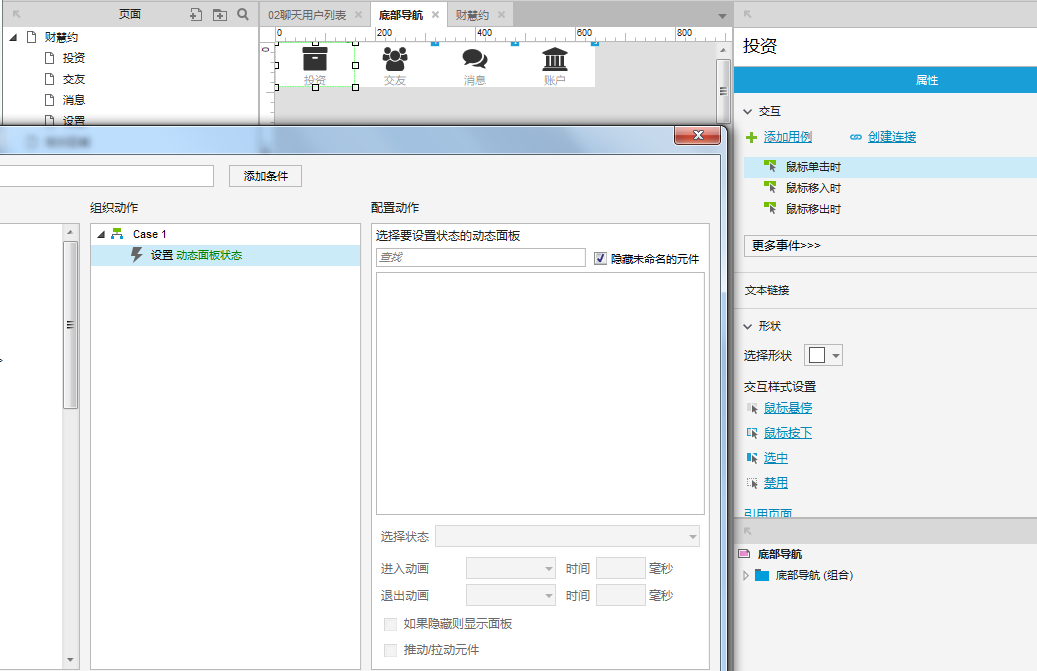 页面
财慧约
投资
交友
消息
设置
02聊天用户列表
底部导航
财慧约
0
200
400
600
800
投资
交友
消息
账户
添加条件
组织动作
Case 1
设置 动态面板状态
配置动作
选择要设置状态的动态面板
查找
隐藏未命名的元件
选择状态
进入动画
时间
毫秒
退出动画
时间
毫秒
如果隐藏则显示面板
推动/拉动元件
投资
属性
交互
添加用例
创建连接
鼠标单击时
鼠标移入时
鼠标移出时
更多事件>>>
文本链接
形状
选择形状
交互样式设置
鼠标悬停
鼠标按下
选中
禁用
引用页面
底部导航
底部导航 (组合)